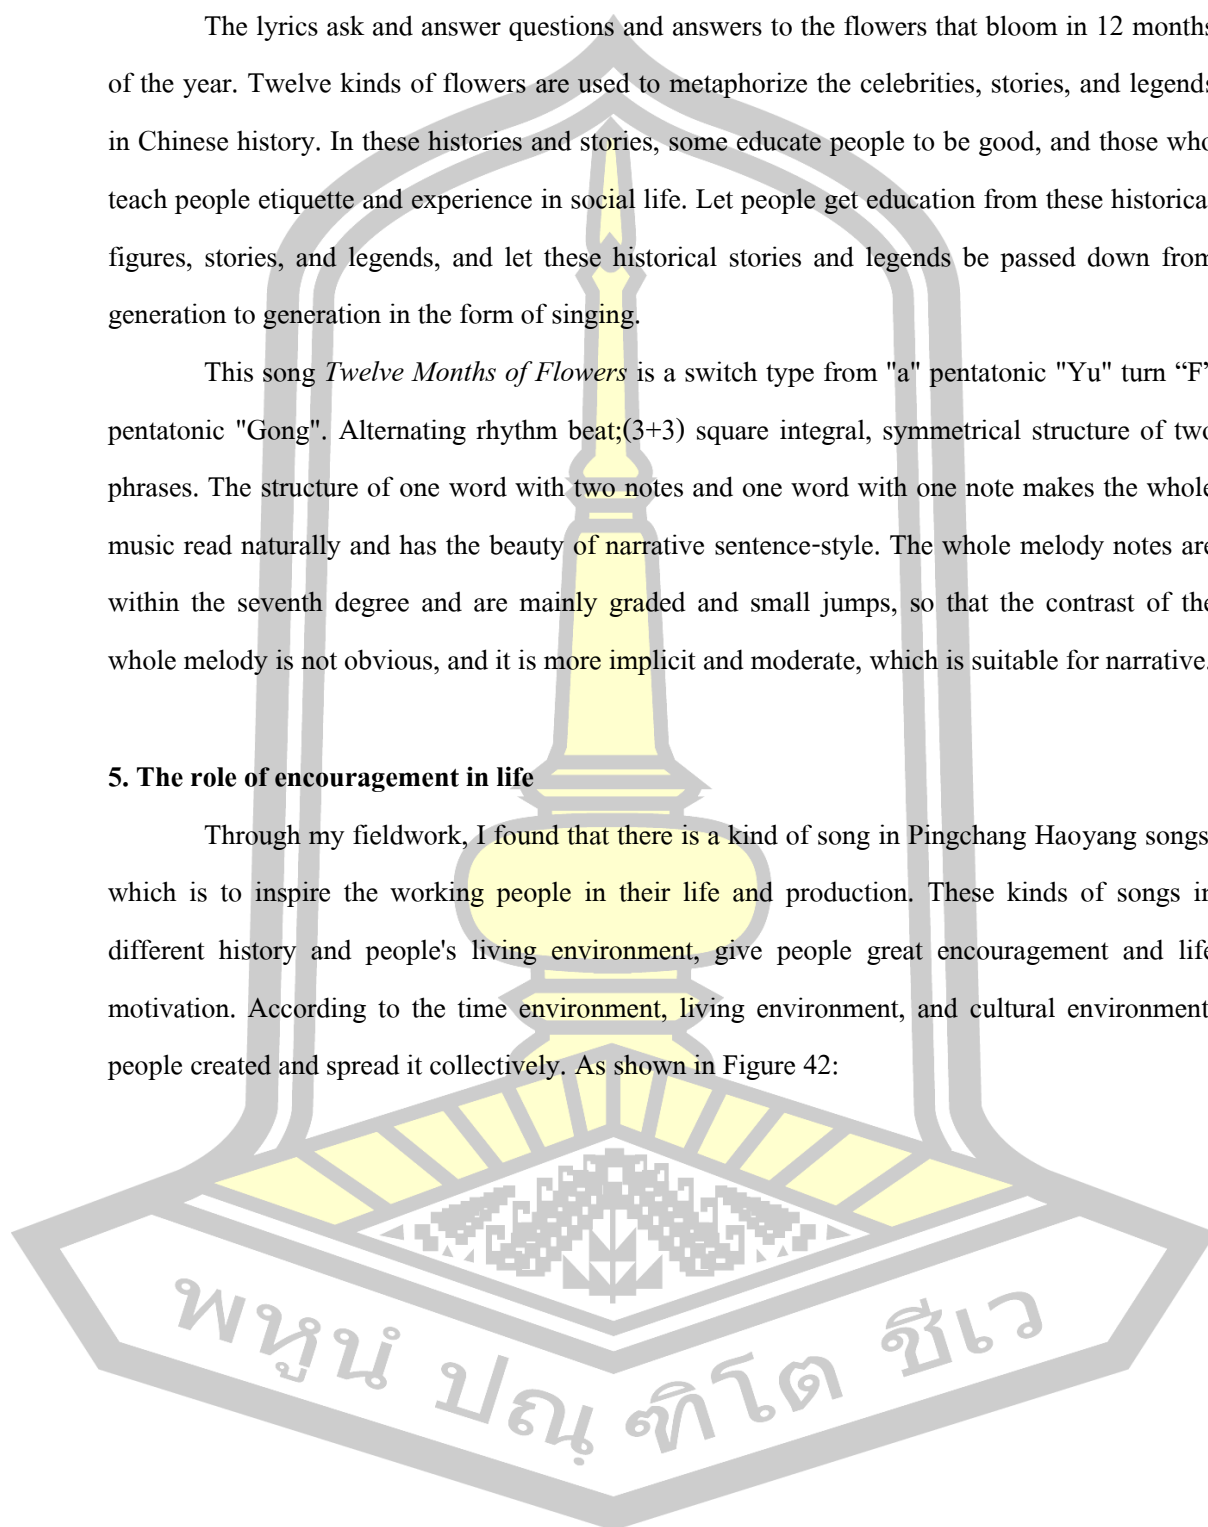 The lyrics ask and answer questions and answers to the flowers that bloom in 12 months
of the year. Twelve kinds of flowers are used to metaphorize the celebrities, stories, and legends
in Chinese history. In these histories and stories, some educate people to be good, and those who
teach people etiquette and experience in social life. Let people get education from these historical
figures, stories, and legends, and let these historical stories and legends be passed down from
generation to generation in the form of singing.
This song Twelve Months of Flowers is a switch type from "a" pentatonic "Yu" turn “F”
pentatonic "Gong". Alternating rhythm beat;(3+3) square integral, symmetrical structure of two
phrases. The structure of one word with two notes and one word with one note makes the whole
music read naturally and has the beauty of narrative sentence-style. The whole melody notes are
within the seventh degree and are mainly graded and small jumps, so that the contrast of the
whole melody is not obvious, and it is more implicit and moderate, which is suitable for narrative.
5. The role of encouragement in life
Through my fieldwork, I found that there is a kind of song in Pingchang Haoyang songs
which is to inspire the working people in their life and production. These kinds of songs in
different history and people's living environment, give people great encouragement and life
motivation. According to the time environment, living environment, and cultural environment
people created and spread it collectively. As shown in Figure 42:
พหูนํ ปณฺฑิโต ชีเว